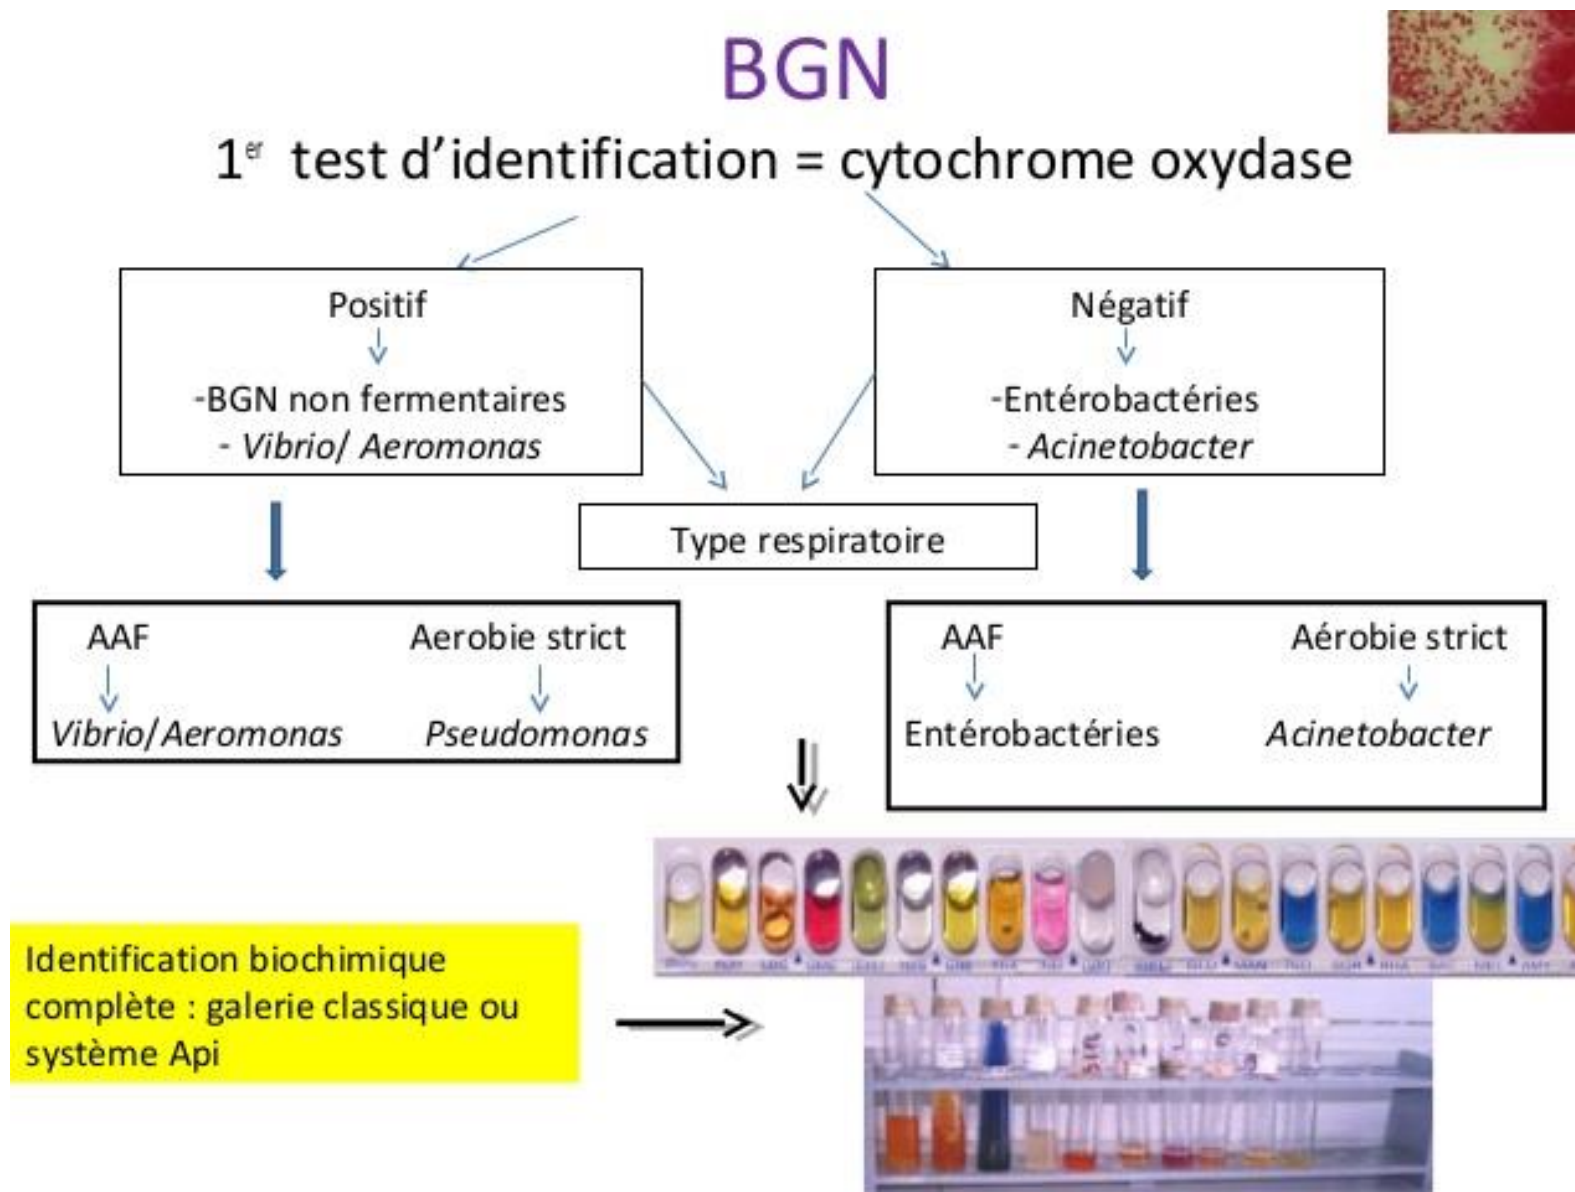 BGN
1er test d’identification = cytochrome oxydase
Positif
-BGN non fermentaires
- Vibrio/ Aeromonas
Négatif
-Entérobactéries
- Acinetobacter
Type respiratoire
AAF
Aerobie strict
Vibrio/Aeromonas
Pseudomonas
AAF
Aérobie strict
Entérobactéries
Acinetobacter
Identification biochimique
complète : galerie classique ou
système Api